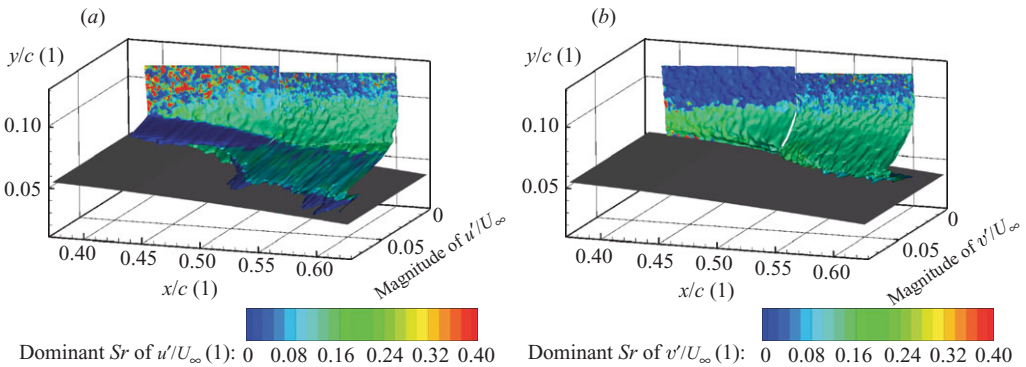 (a)
y/c (1)
0.10
0.05
0.40
0.45
0.50
0.55
0.60
x/c (1)
0
0.05
Magnitude of u′/U∞
Dominant Sr of u′/U∞ (1):
0 0.08 0.16 0.24 0.32 0.40
(b)
y/c (1)
0.10
0.05
0.40
0.45
0.50
0.55
0.60
x/c (1)
0
0.05
Magnitude of v′/U∞
Dominant Sr of v′/U∞ (1):
0 0.08 0.16 0.24 0.32 0.40